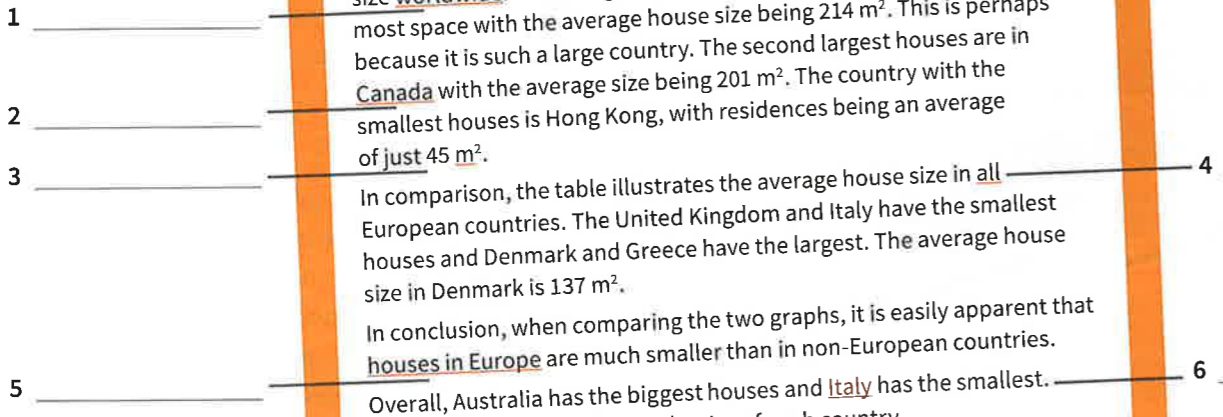 1
size worldwide.
most space with the average house size being 214 m². This is perhaps
because it is such a large country. The second largest houses are in
Canada with the average size being 201 m². The country with the
2
smallest houses is Hong Kong, with residences being an average
of just 45 m².
3
In comparison, the table illustrates the average house size in all
4
European countries. The United Kingdom and Italy have the smallest
houses and Denmark and Greece have the largest. The average house
size in Denmark is 137 m².
In conclusion, when comparing the two graphs, it is easily apparent that
houses in Europe are much smaller than in non-European countries.
5
Overall, Australia has the biggest houses and Italy has the smallest.
6
country